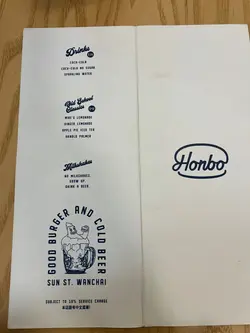 Drinks
COCA-COLA
COCA-COLA NO SUGAR
SPARKLING WATER
Old School
Classics
MUM'S LEMONADE
GINGER LEMONADE
APPLE PIE ICE TEA
ARNOLD PALMER
Milkshakes
NO MILKSHAKES.
GROW UP.
DRINK A BEER.
GOOD BURGER AND COLD BEER
SUN ST. WANCHAI
SUBJECT TO 10% SERVICE CHARGE
Honbo